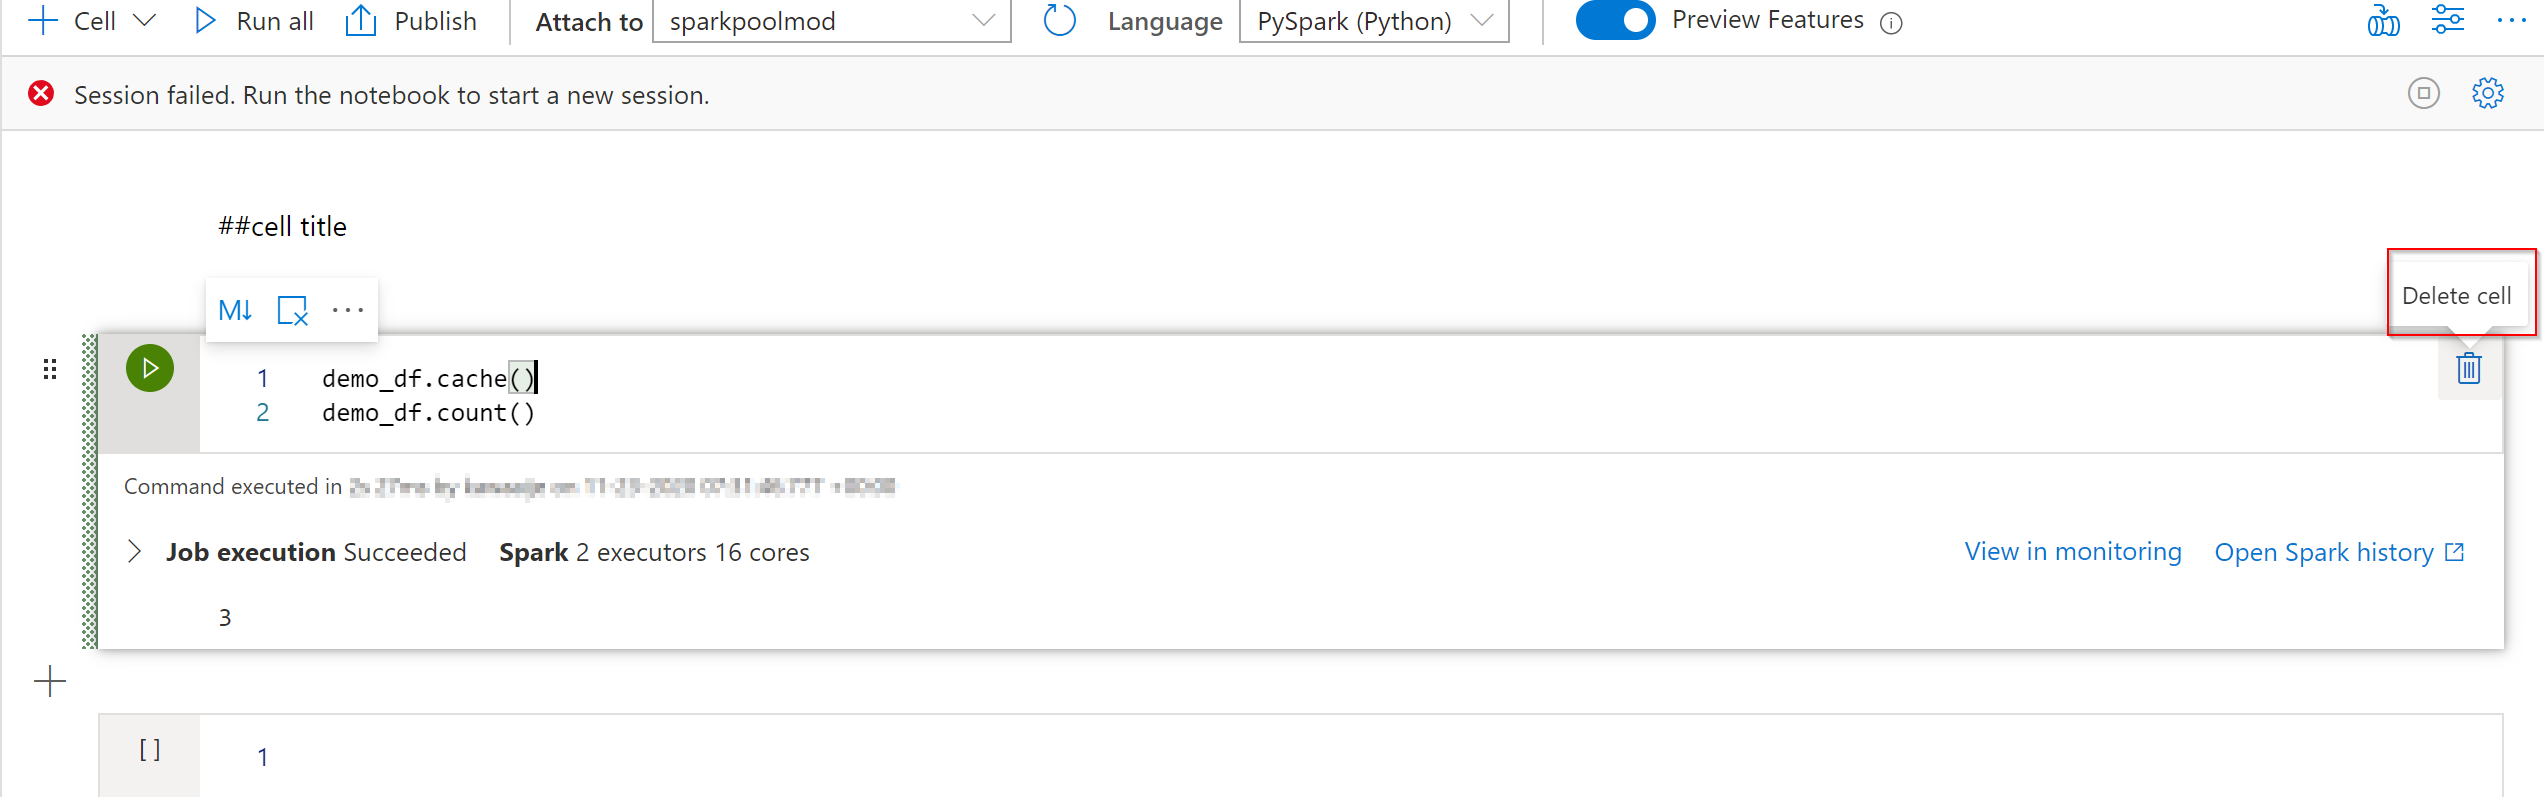 Cell Run all Publish Attach to sparkpoolmod Language PySpark (Python) Preview Features
Session failed. Run the notebook to start a new session.
##cell title
M↓ ···
Delete cell
1 demo_df.cache()
2 demo_df.count()
Command executed in
Job execution Succeeded Spark 2 executors 16 cores View in monitoring Open Spark history
3
[ ] 1